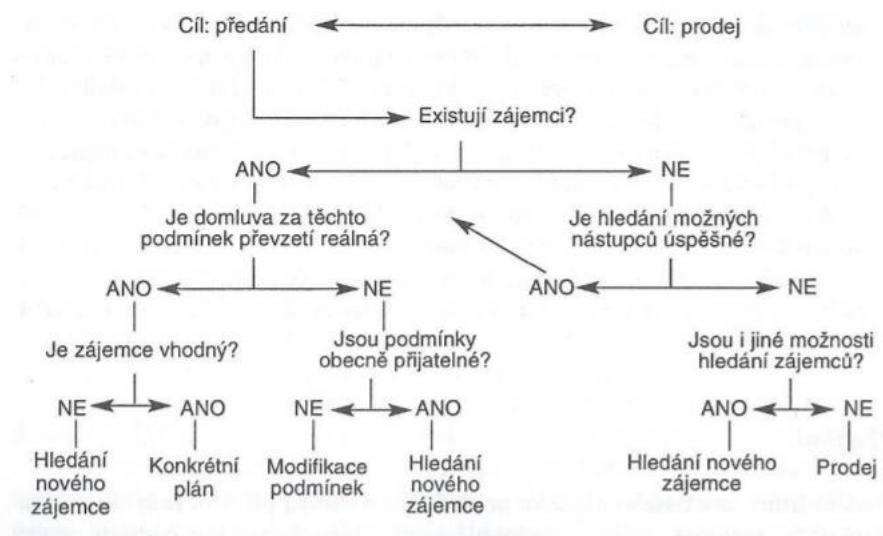 Cíl: předání
Cíl: prodej
Existují zájemci?
ANO
NE
Je domluva za těchto
podmínek převzetí reálná?
Je hledání možných
nástupců úspěšné?
ANO
NE
ANO
NE
Je zájemce vhodný?
Jsou podmínky
obecně přijatelné?
Jsou i jiné možnosti
hledání zájemců?
NE
ANO
NE
ANO
ANO
NE
Hledání
nového
zájemce
Konkrétní
plán
Modifikace
podmínek
Hledání
nového
zájemce
Hledání nového
zájemce
Prodej